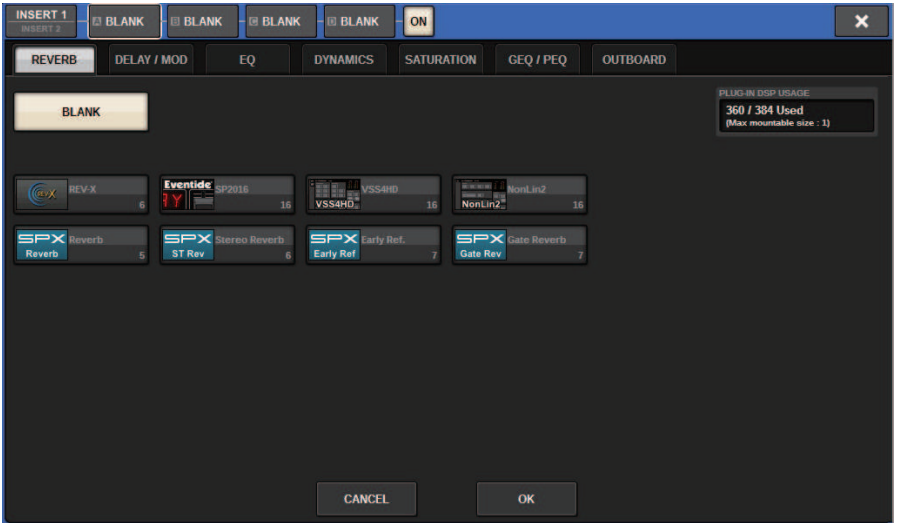 INSERT 1
INSERT 2
A BLANK
B BLANK
C BLANK
D BLANK
ON
REVERB
DELAY / MOD
EQ
DYNAMICS
SATURATION
GEQ / PEQ
OUTBOARD
BLANK
PLUG-IN DSP USAGE
360 / 384 Used
(Max mountable size : 1)
REV-X
REV-X 6
Eventide SP2016
16
VSS4HD
VSS4HD 16
NonLin2
NonLin2 16
SPX Reverb
Reverb 5
SPX Stereo Reverb
ST Rev 6
SPX Early Ref.
Early Ref 7
SPX Gate Reverb
Gate Rev 7
CANCEL
OK